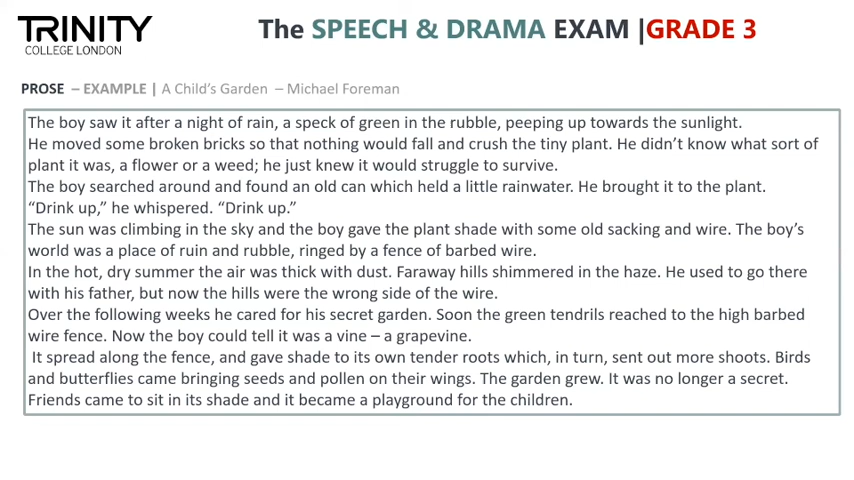 TRINITY
COLLEGE LONDON
The SPEECH & DRAMA EXAM |GRADE 3
PROSE – EXAMPLE | A Child's Garden – Michael Foreman
The boy saw it after a night of rain, a speck of green in the rubble, peeping up towards the sunlight.
He moved some broken bricks so that nothing would fall and crush the tiny plant. He didn't know what sort of
plant it was, a flower or a weed; he just knew it would struggle to survive.
The boy searched around and found an old can which held a little rainwater. He brought it to the plant.
“Drink up,” he whispered. “Drink up.”
The sun was climbing in the sky and the boy gave the plant shade with some old sacking and wire. The boy's
world was a place of ruin and rubble, ringed by a fence of barbed wire.
In the hot, dry summer the air was thick with dust. Faraway hills shimmered in the haze. He used to go there
with his father, but now the hills were the wrong side of the wire.
Over the following weeks he cared for his secret garden. Soon the green tendrils reached to the high barbed
wire fence. Now the boy could tell it was a vine – a grapevine.
It spread along the fence, and gave shade to its own tender roots which, in turn, sent out more shoots. Birds
and butterflies came bringing seeds and pollen on their wings. The garden grew. It was no longer a secret.
Friends came to sit in its shade and it became a playground for the children.